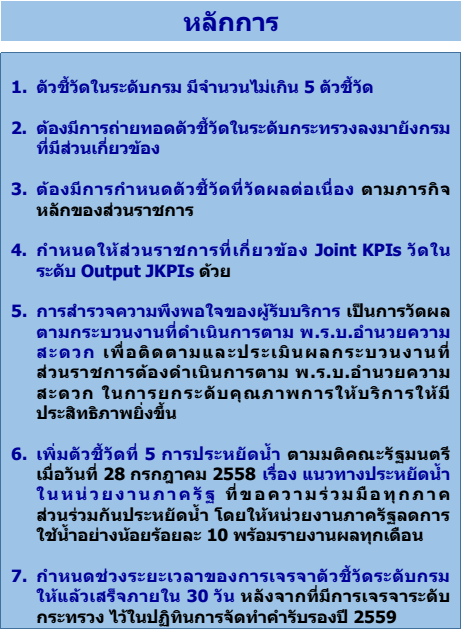 หลักการ
1. ตัวชี้วัดในระดับกรม มีจำนวนไม่เกิน 5 ตัวชี้วัด
2. ต้องมีการถ่ายทอดตัวชี้วัดในระดับกระทรวงลงมายังกรม
ที่มีส่วนเกี่ยวข้อง
3. ต้องมีการกำหนดตัวชี้วัดที่วัดผลต่อเนื่อง ตามภารกิจ
หลักของส่วนราชการ
4. กำหนดให้ส่วนราชการที่เกี่ยวข้อง Joint KPIs วัดใน
ระดับ Output JKPIs ด้วย
5. การสำรวจความพึงพอใจของผู้รับบริการ เป็นการวัดผล
ตามกระบวนงานที่ดำเนินการตาม พ.ร.บ.อำนวยความ
สะดวก เพื่อติดตามและประเมินผลกระบวนงานที่
ส่วนราชการต้องดำเนินการตาม พ.ร.บ.อำนวยความ
สะดวก ในการยกระดับคุณภาพการให้บริการให้มี
ประสิทธิภาพยิ่งขึ้น
6. เพิ่มตัวชี้วัดที่ 5 การประหยัดน้ำ ตามมติคณะรัฐมนตรี
เมื่อวันที่ 28 กรกฎาคม 2558 เรื่อง แนวทางประหยัดน้ำ
ในหน่วยงานภาครัฐ ที่ขอความร่วมมือทุกภาค
ส่วนร่วมกันประหยัดน้ำ โดยให้หน่วยงานภาครัฐลดการ
ใช้น้ำอย่างน้อยร้อยละ 10 พร้อมรายงานผลทุกเดือน
7. กำหนดช่วงระยะเวลาของการเจรจาตัวชี้วัดระดับกรม
ให้แล้วเสร็จภายใน 30 วัน หลังจากที่มีการเจรจาระดับ
กระทรวง ไว้ในปฏิทินการจัดทำคำรับรองปี 2559